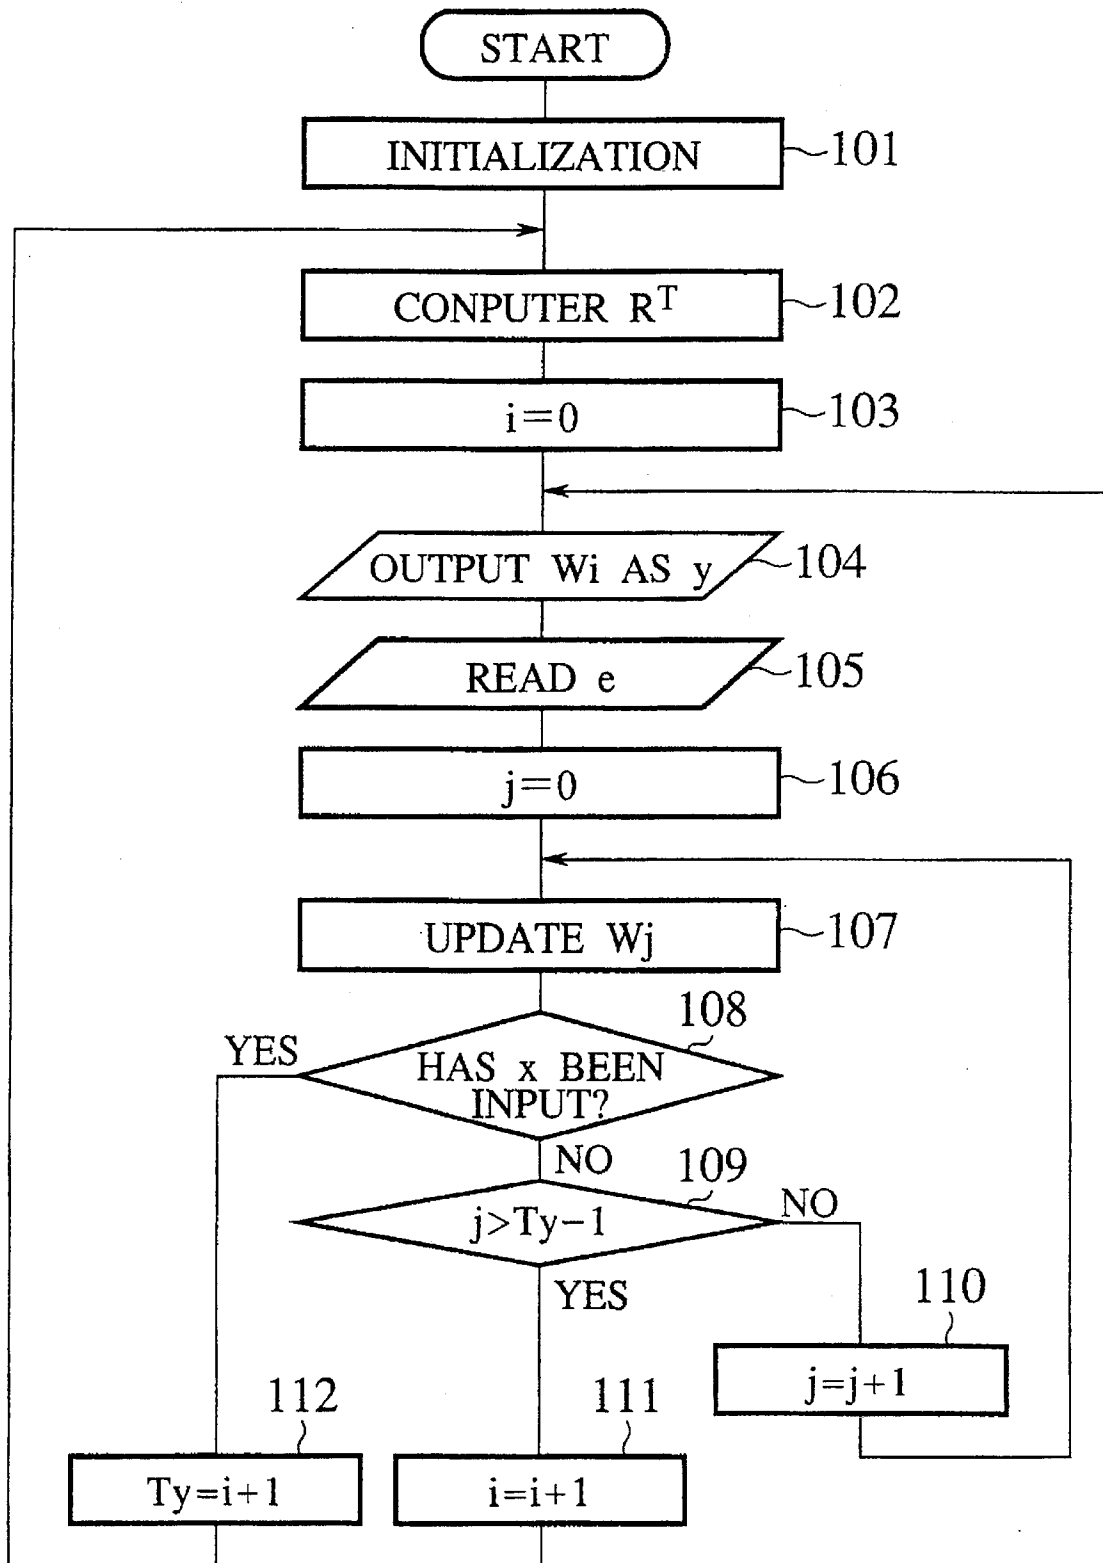 START
INITIALIZATION
101
CONPUTER R^T
102
i=0
103
OUTPUT Wi AS y
104
READ e
105
j=0
106
UPDATE Wj
107
108
YES
HAS x BEEN
INPUT?
NO
109
j>Ty-1
NO
YES
110
j=j+1
112
111
Ty=i+1
i=i+1